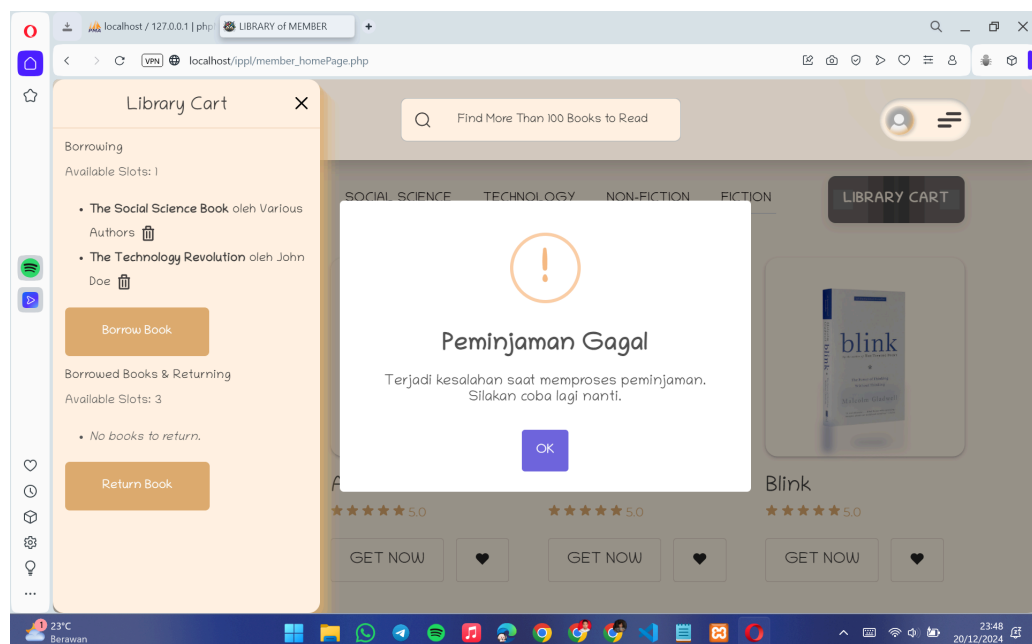 localhost / 127.0.0.1 | php
LIBRARY of MEMBER
VPN
localhost/ippl/member_homePage.php
Library Cart
Find More Than 100 Books to Read
Borrowing
Available Slots: 1
The Social Science Book oleh Various
Authors
The Technology Revolution oleh John
Doe
Borrow Book
Borrowed Books & Returning
Available Slots: 3
No books to return.
Return Book
SOCIAL SCIENCE
TECHNOLOGY
NON-FICTION
FICTION
LIBRARY CART
Peminjaman Gagal
Terjadi kesalahan saat memproses peminjaman.
Silakan coba lagi nanti.
OK
blink
A
Blink
5.0
5.0
5.0
GET NOW
GET NOW
GET NOW
1
23°C
Berawan
23:48
20/12/2024